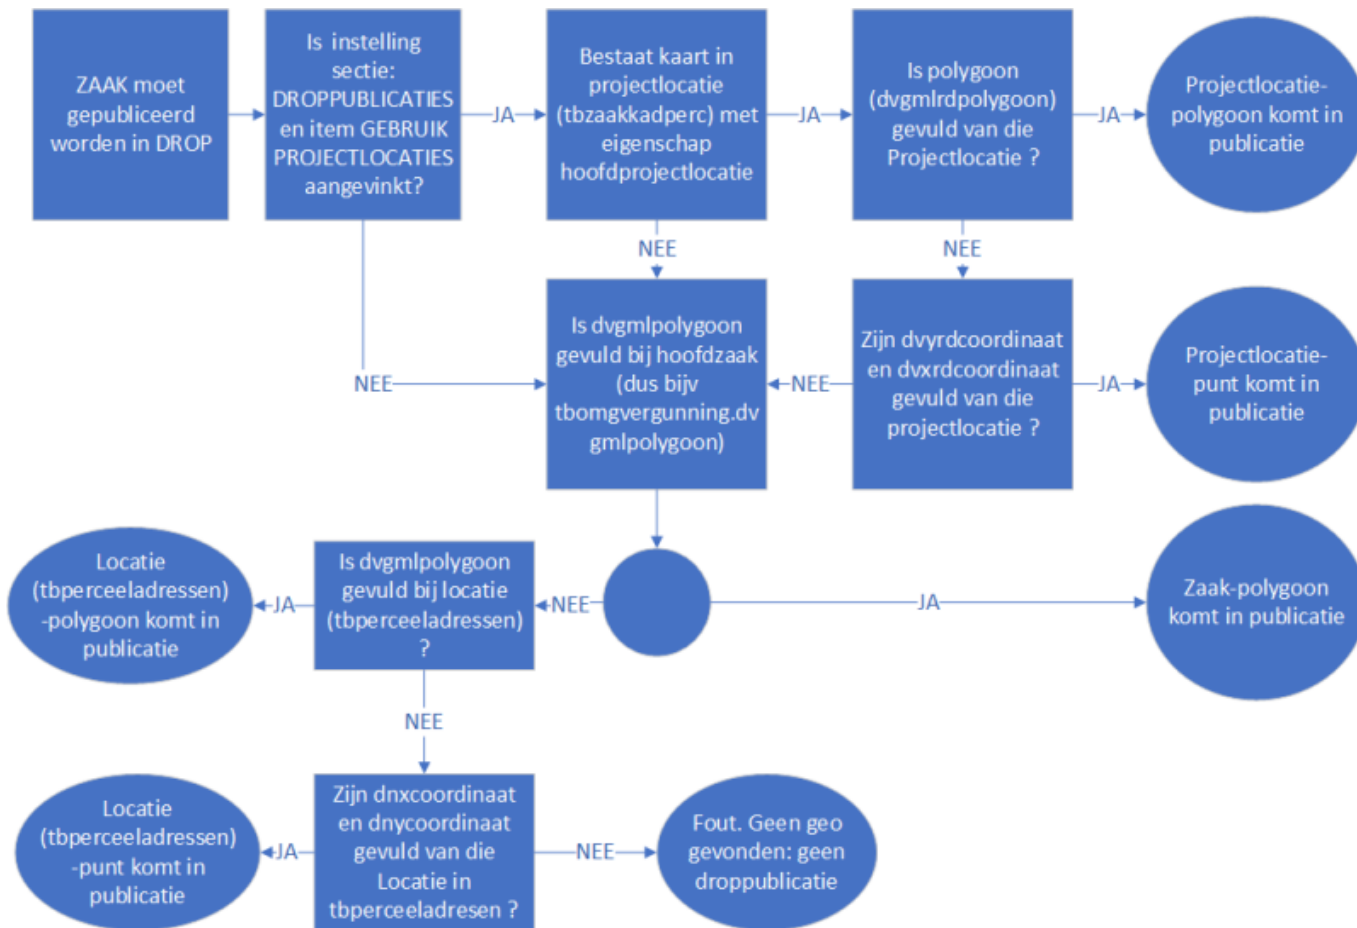 ZAAK moet
gepubliceerd
worden in DROP
Is instelling
sectie:
DROPPUBLICATIES
en item GEBRUIK
PROJECTLOCATIES
aangevinkt?
JA
Bestaat kaart in
projectlocatie
(tbzaakkadperc) met
eigenschap
hoofdprojectlocatie
JA
Is polygoon
(dvgmlrdpolygoon)
gevuld van die
Projectlocatie ?
JA
Projectlocatie-
polygoon komt in
publicatie
NEE
NEE
NEE
Is dvgmlpolygoon
gevuld bij hoofdzaak
(dus bijv
tbomgvergunning.dv
gmlpolygoon)
NEE
Zijn dvyrdcoordinaat
en dvxrdcoordinaat
gevuld van die
projectlocatie ?
JA
Projectlocatie-
punt komt in
publicatie
Locatie
(tbperceeladressen)
-polygoon komt in
publicatie
JA
Is dvgmlpolygoon
gevuld bij locatie
(tbperceeladressen)
?
NEE
JA
Zaak-polygoon
komt in publicatie
NEE
Locatie
(tbperceeladressen)
-punt komt in
publicatie
JA
Zijn dnxcoordinaat
en dnycoordinaat
gevuld van die
Locatie in
tbperceeladresen ?
NEE
Fout. Geen geo
gevonden: geen
droppublicatie